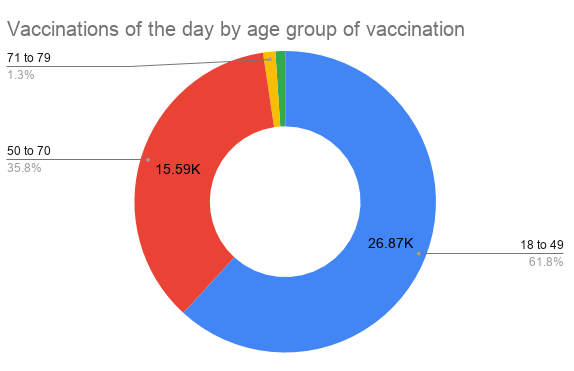 Vaccinations of the day by age group of vaccination
71 to 79
1.3%
50 to 70
35.8%
15.59K
26.87K
18 to 49
61.8%